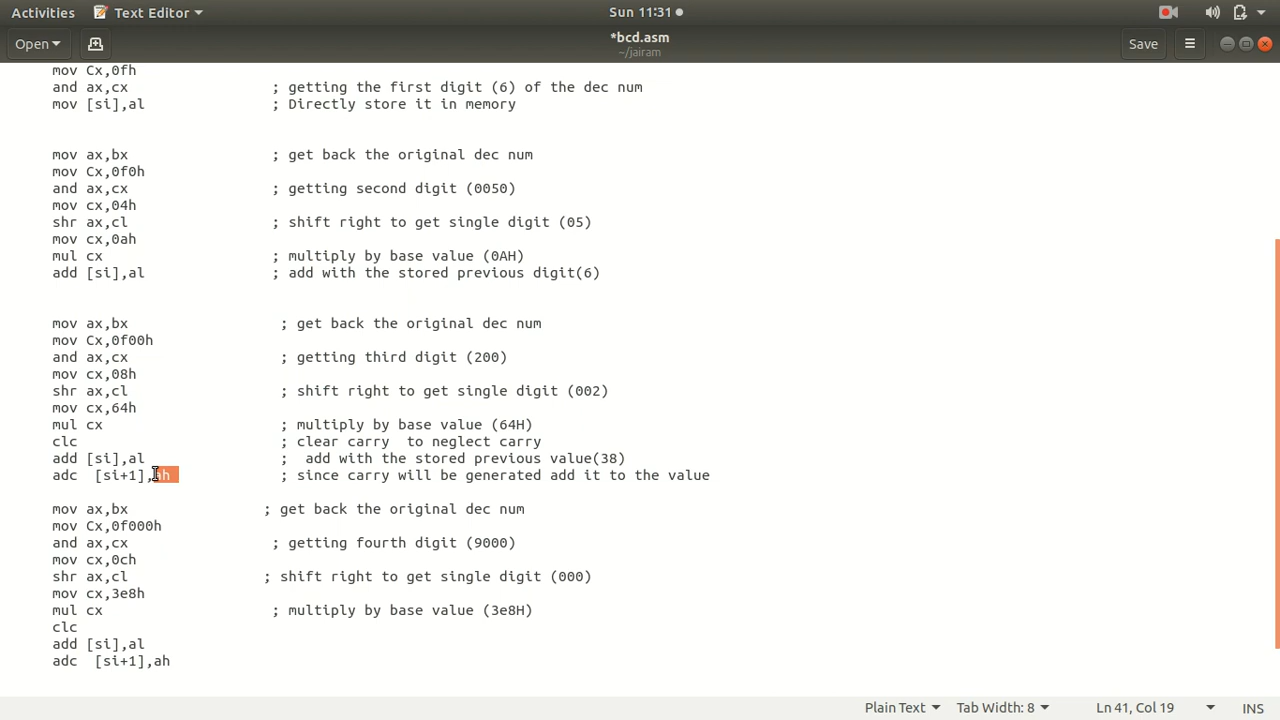 Activities Text Editor Sun 11:31
Open *bcd.asm Save
~/jairam
mov Cx,0fh
and ax,cx ; getting the first digit (6) of the dec num
mov [si],al ; Directly store it in memory
mov ax,bx ; get back the original dec num
mov Cx,0f0h
and ax,cx ; getting second digit (0050)
mov cx,04h
shr ax,cl ; shift right to get single digit (05)
mov cx,0ah
mul cx ; multiply by base value (0AH)
add [si],al ; add with the stored previous digit(6)
mov ax,bx ; get back the original dec num
mov Cx,0f00h
and ax,cx ; getting third digit (200)
mov cx,08h
shr ax,cl ; shift right to get single digit (002)
mov cx,64h
mul cx ; multiply by base value (64H)
clc ; clear carry  to neglect carry
add [si],al ;  add with the stored previous value(38)
adc  [si+1],ah ; since carry will be generated add it to the value
mov ax,bx ; get back the original dec num
mov Cx,0f000h
and ax,cx ; getting fourth digit (9000)
mov cx,0ch
shr ax,cl ; shift right to get single digit (000)
mov cx,3e8h
mul cx ; multiply by base value (3e8H)
clc
add [si],al
adc  [si+1],ah
Plain Text Tab Width: 8 Ln 41, Col 19 INS